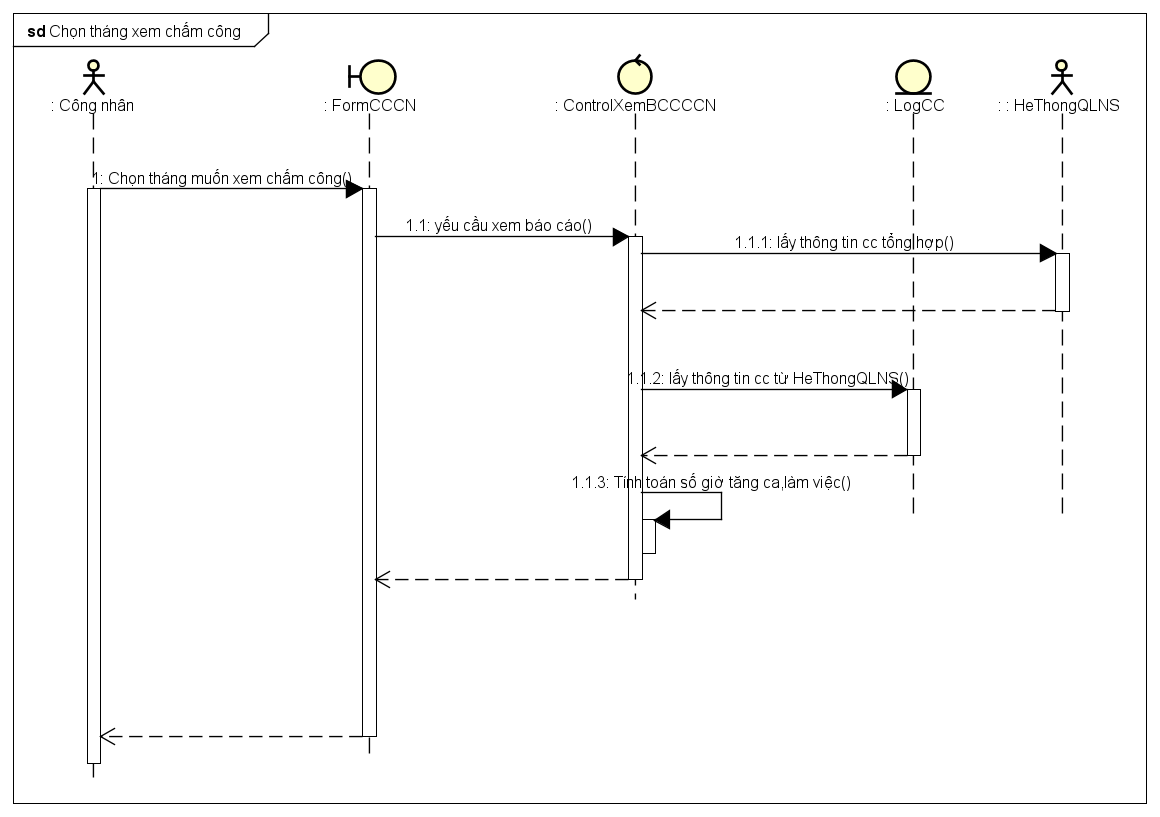 sd Chọn tháng xem chấm công
: Công nhân
: FormCCCN
: ControlXemBCCCCN
: LogCC
: : HeThongQLNS
1: Chọn tháng muốn xem chấm công()
1.1: yếu cầu xem báo cáo()
1.1.1: lấy thông tin cc tổng hợp()
1.1.2: lấy thông tin cc từ HeThongQLNS()
1.1.3: Tính toán số giờ tăng ca,làm việc()